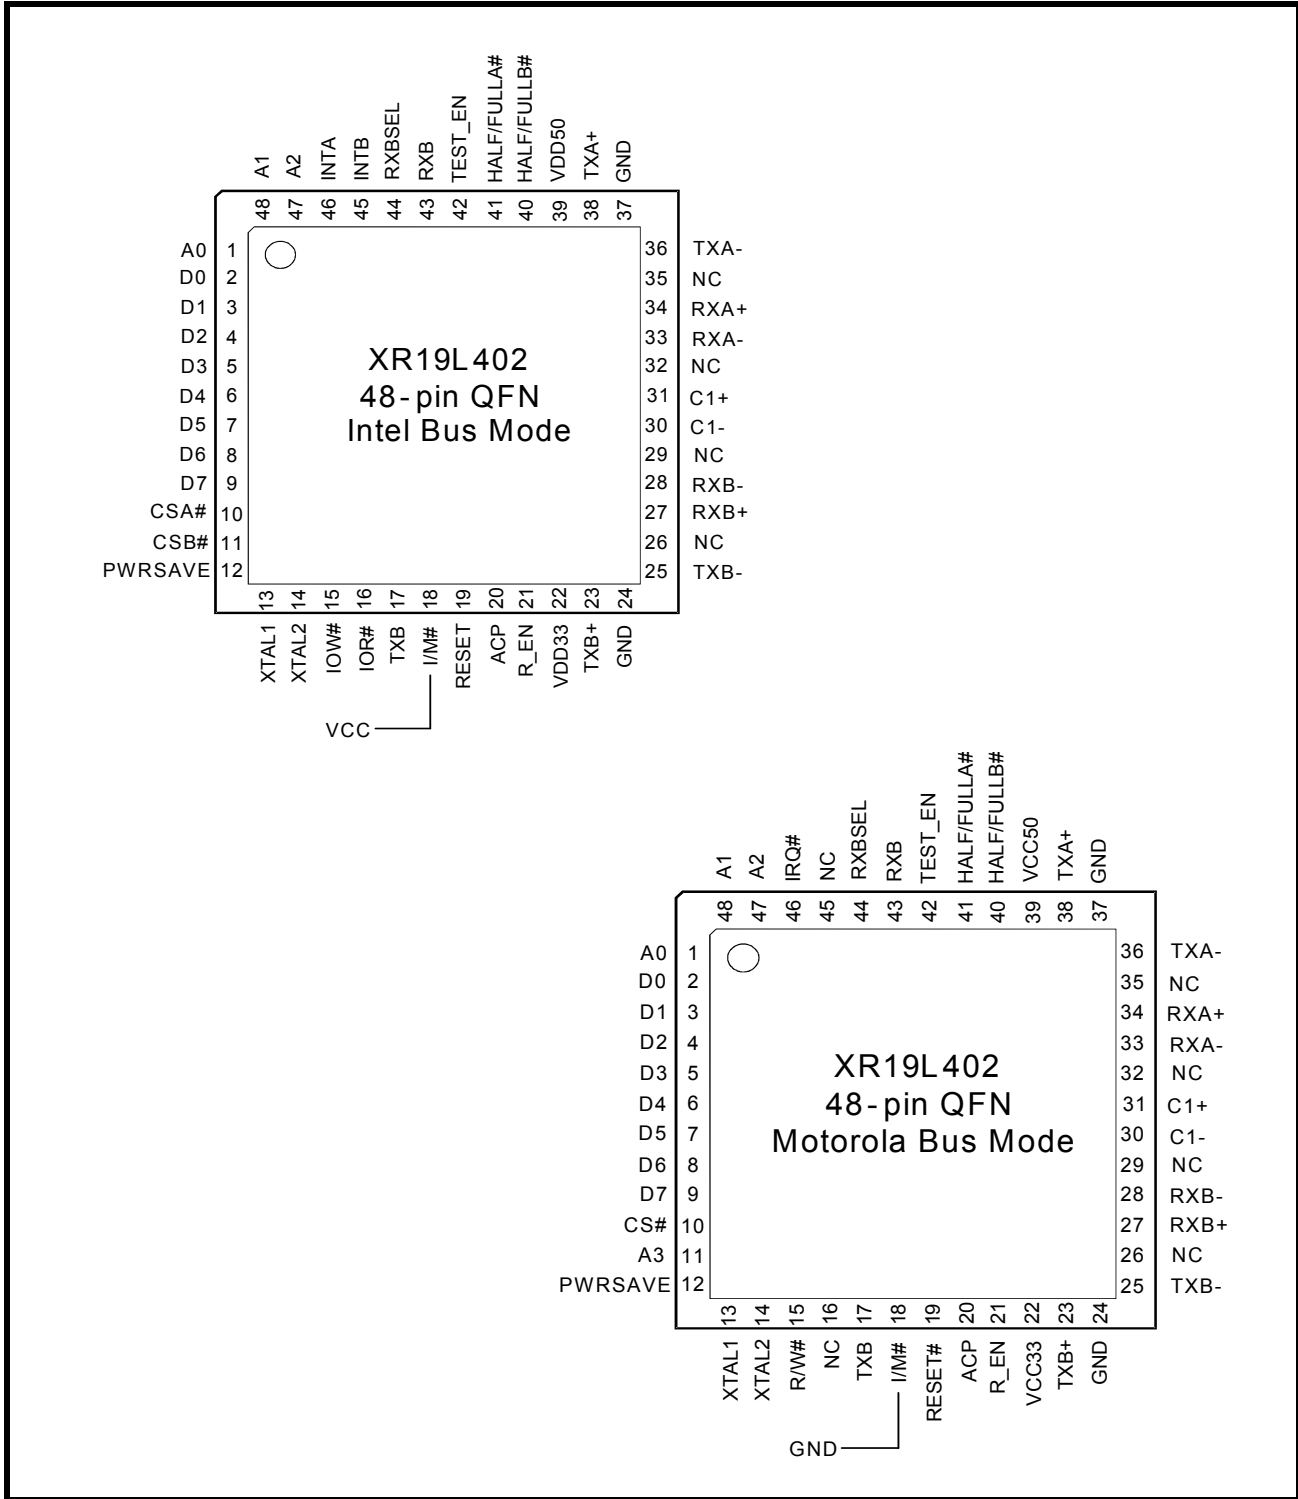 A1
A2
INTA
INTB
RXBSEL
RXB
TEST_EN
HALF/FULLA#
HALF/FULLB#
VDD50
TXA+
GND
48
47
46
45
44
43
42
41
40
39
38
37
A0 1
D0 2
D1 3
D2 4
D3 5
D4 6
D5 7
D6 8
D7 9
CSA# 10
CSB# 11
PWRSAVE 12
XR19L402
48-pin QFN
Intel Bus Mode
36 TXA-
35 NC
34 RXA+
33 RXA-
32 NC
31 C1+
30 C1-
29 NC
28 RXB-
27 RXB+
26 NC
25 TXB-
13
14
15
16
17
18
19
20
21
22
23
24
XTAL1
XTAL2
IOW#
IOR#
TXB
I/M#
RESET
ACP
R_EN
VDD33
TXB+
GND
VCC
A1
A2
IRQ#
NC
RXBSEL
RXB
TEST_EN
HALF/FULLA#
HALF/FULLB#
VCC50
TXA+
GND
48
47
46
45
44
43
42
41
40
39
38
37
A0 1
D0 2
D1 3
D2 4
D3 5
D4 6
D5 7
D6 8
D7 9
CS# 10
A3 11
PWRSAVE 12
XR19L402
48-pin QFN
Motorola Bus Mode
36 TXA-
35 NC
34 RXA+
33 RXA-
32 NC
31 C1+
30 C1-
29 NC
28 RXB-
27 RXB+
26 NC
25 TXB-
13
14
15
16
17
18
19
20
21
22
23
24
XTAL1
XTAL2
R/W#
NC
TXB
I/M#
RESET#
ACP
R_EN
VCC33
TXB+
GND
GND